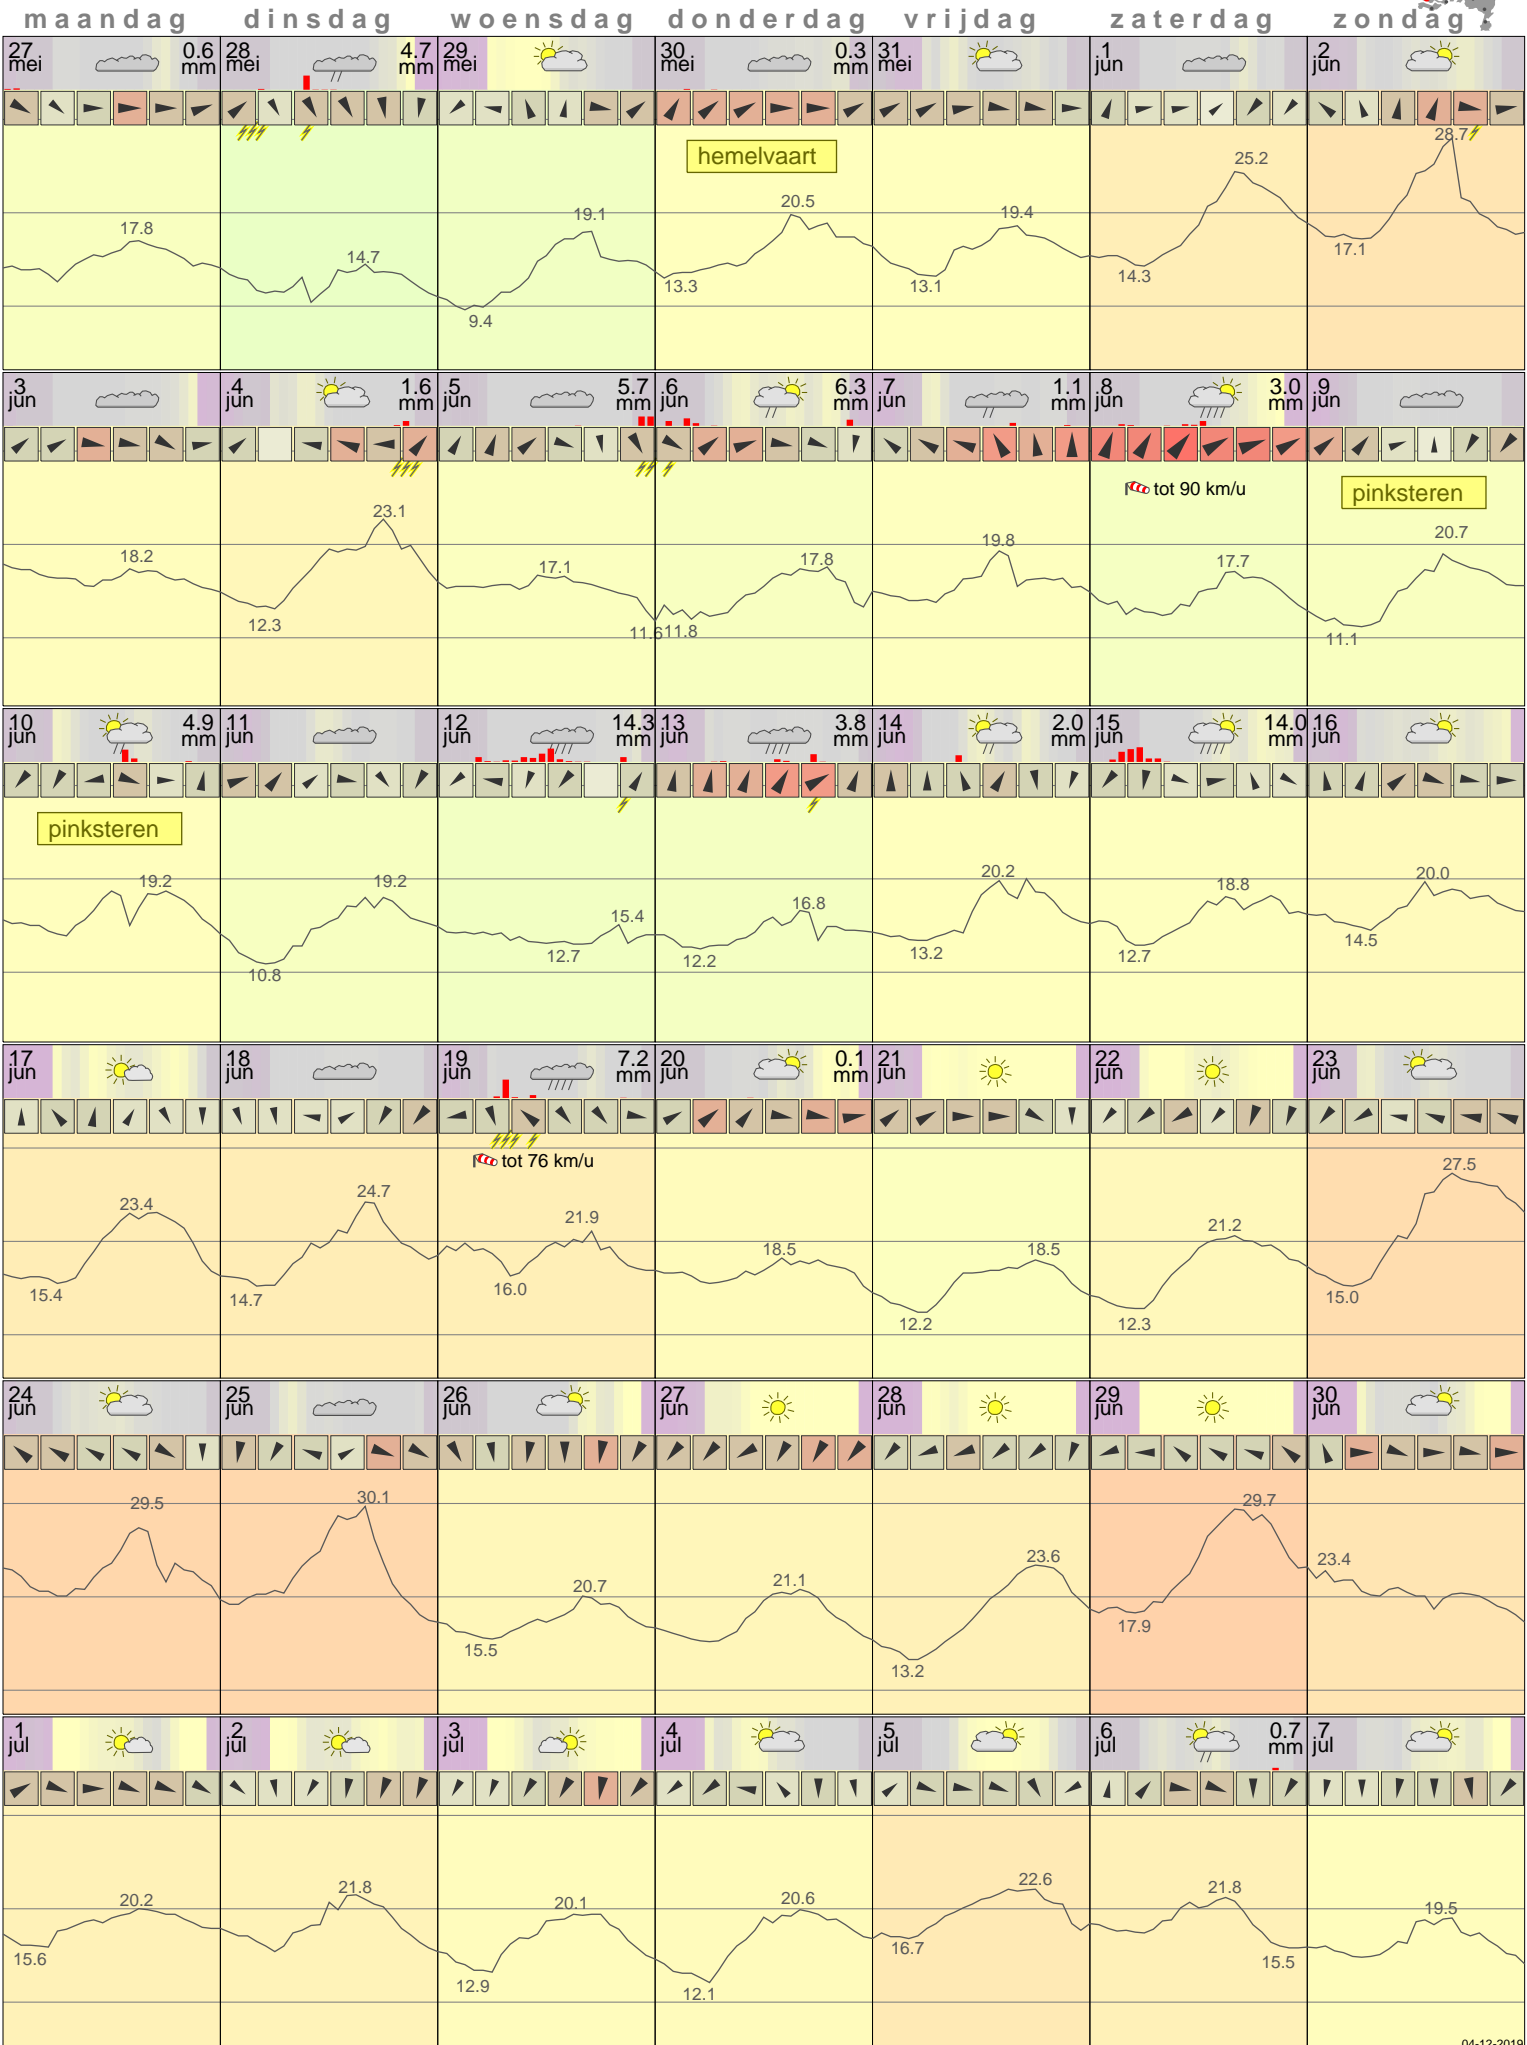 maandag dinsdag woensdag donderdag vrijdag zaterdag zondag
27 mei 0.6 mm 28 mei 4.7 mm 29 mei 30 mei 0.3 mm 31 mei 1 jun 2 jun
hemelvaart
17.8 14.7 9.4 19.1 13.3 20.5 13.1 19.4 14.3 25.2 17.1 28.7
3 jun 4 jun 1.6 mm 5 jun 5.7 mm 6 jun 6.3 mm 7 jun 1.1 mm 8 jun 3.0 mm 9 jun
tot 90 km/u pinksteren
18.2 12.3 23.1 17.1 11.6 11.8 17.8 19.8 17.7 11.1 20.7
10 jun 4.9 mm 11 jun 12 jun 14.3 mm 13 jun 3.8 mm 14 jun 2.0 mm 15 jun 14.0 mm 16 jun
pinksteren
19.2 10.8 19.2 12.7 15.4 12.2 16.8 13.2 20.2 12.7 18.8 14.5 20.0
17 jun 18 jun 19 jun 7.2 mm 20 jun 0.1 mm 21 jun 22 jun 23 jun
tot 76 km/u
15.4 23.4 14.7 24.7 16.0 21.9 18.5 12.2 18.5 12.3 21.2 15.0 27.5
24 jun 25 jun 26 jun 27 jun 28 jun 29 jun 30 jun
29.5 30.1 15.5 20.7 21.1 13.2 23.6 17.9 29.7 23.4
1 jul 2 jul 3 jul 4 jul 5 jul 6 jul 0.7 mm 7 jul
15.6 20.2 21.8 12.9 20.1 12.1 20.6 16.7 22.6 21.8 15.5 19.5
04-12-2019